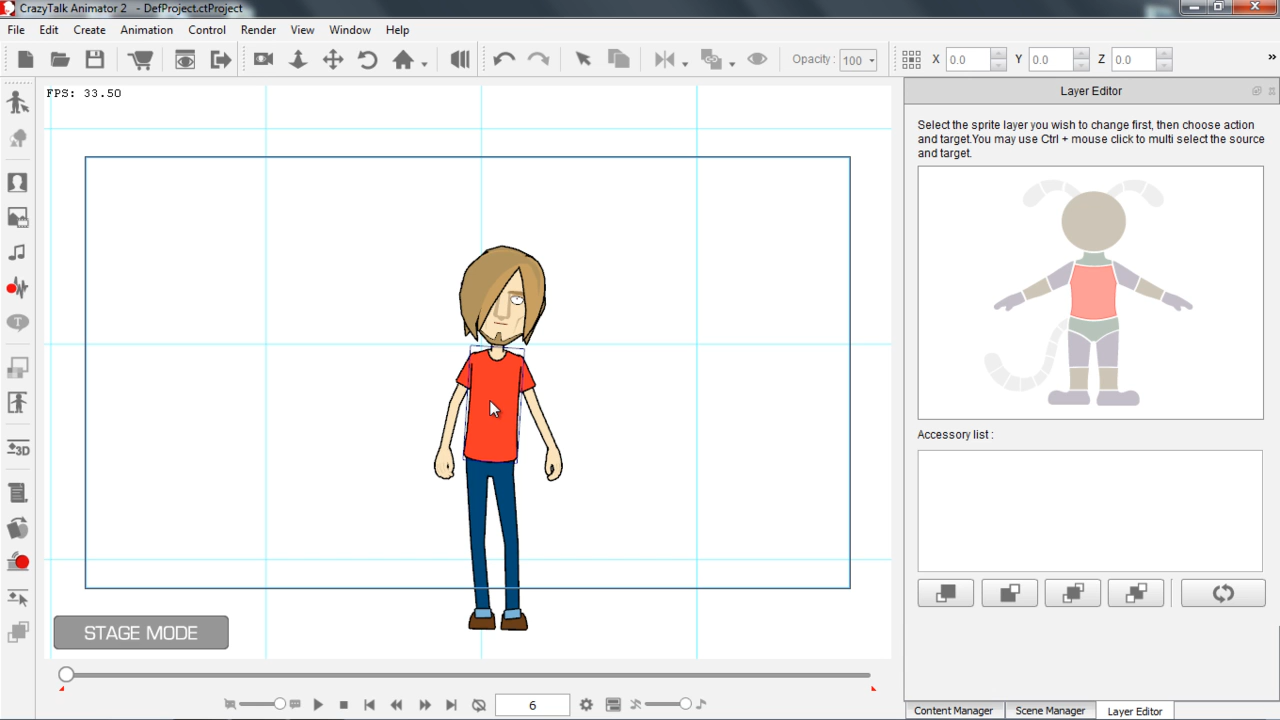 CrazyTalk Animator 2 - DefProject.ctProject
File Edit Create Animation Control Render View Window Help
Opacity : 100 X 0.0 Y 0.0 Z 0.0 »
FPS: 33.50
Layer Editor
Select the sprite layer you wish to change first, then choose action
and target.You may use Ctrl + mouse click to multi select the source
and target.
Accessory list :
3D
STAGE MODE
6
Content Manager Scene Manager Layer Editor